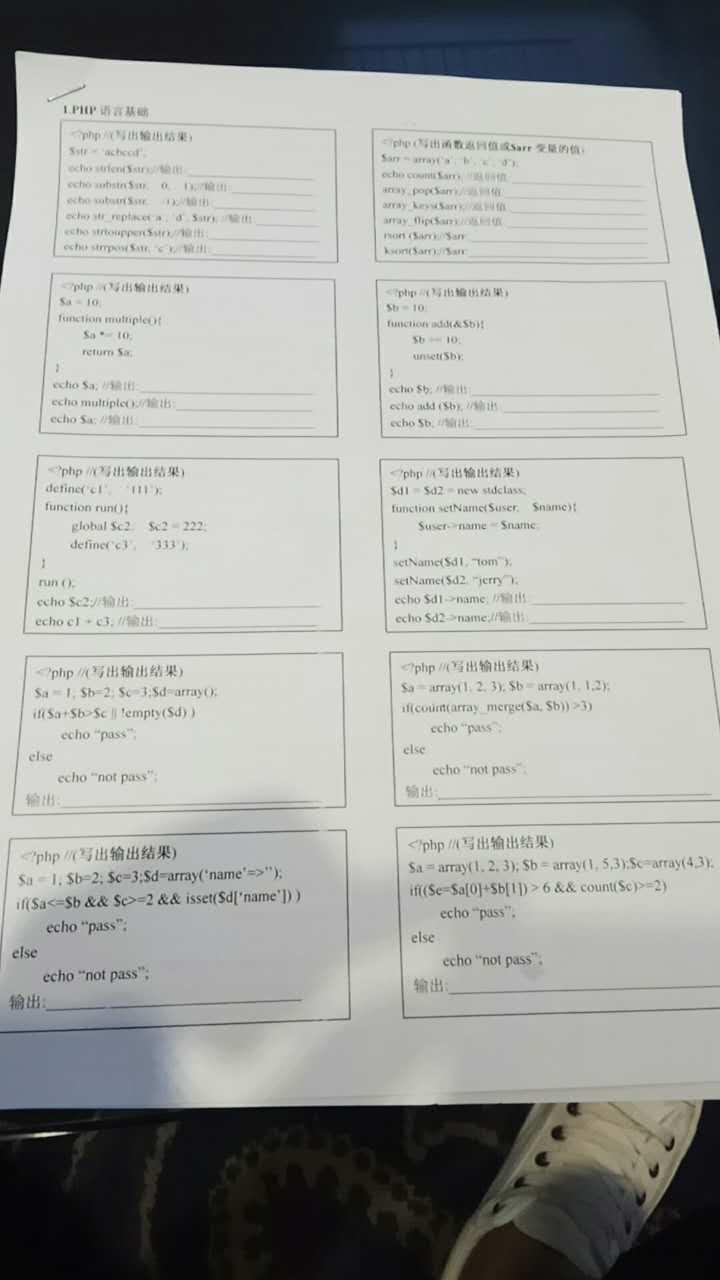 1.PHP 语言基础
<?php //(写出输出结果)
$str = 'acbccd';
echo strlen($str);//输出:
echo substr($str, 0, 1);//输出:
echo substr($str, -1);//输出:
echo str_replace('a', 'd', $str); //输出:
echo strtoupper($str);//输出:
echo strrpos($str, 'c');//输出:
<?php (写出函数返回值或$arr 变量的值)
$arr = array('a', 'b', 'c', 'd');
echo count($arr); //返回值
array_pop($arr);//返回值
array_keys($arr);//返回值
array_flip($arr);//返回值
rsort ($arr);//$arr:
ksort($arr);//$arr:
<?php //(写出输出结果)
$a = 10;
function multiple(){
$a *= 10;
return $a;
}
echo $a; //输出:
echo multiple();//输出:
echo $a; //输出:
<?php //(写出输出结果)
$b = 10;
function add(&$b){
$b += 10;
unset($b);
}
echo $b; //输出:
echo add ($b); //输出:
echo $b; //输出:
<?php //(写出输出结果)
define('c1', '111');
function run(){
global $c2; $c2 = 222;
define('c3', '333');
}
run ();
echo $c2;//输出:
echo c1 + c3; //输出:
<?php //(写出输出结果)
$d1 = $d2 = new stdclass;
function setName($user, $name){
$user->name = $name;
}
setName($d1, “tom”);
setName($d2, “jerry”);
echo $d1->name; //输出:
echo $d2->name;//输出:
<?php //(写出输出结果)
$a = 1, $b=2; $c=3;$d=array();
if($a+$b>$c || !empty($d) )
echo “pass”;
else
echo “not pass”;
输出:
<?php //(写出输出结果)
$a = array(1, 2, 3); $b = array(1, 1,2);
if(count(array_merge($a, $b)) >3)
echo “pass”;
else
echo “not pass”;
输出:
<?php //(写出输出结果)
$a = 1, $b=2; $c=3;$d=array(‘name’=>’’);
if($a<=$b && $c>=2 && isset($d[‘name’]) )
echo “pass”;
else
echo “not pass”;
输出:
<?php //(写出输出结果)
$a = array(1, 2, 3); $b = array(1, 5,3);$c=array(4,3);
if(($e=$a[0]+$b[1]) > 6 && count($c)>=2)
echo “pass”;
else
echo “not pass”;
输出: